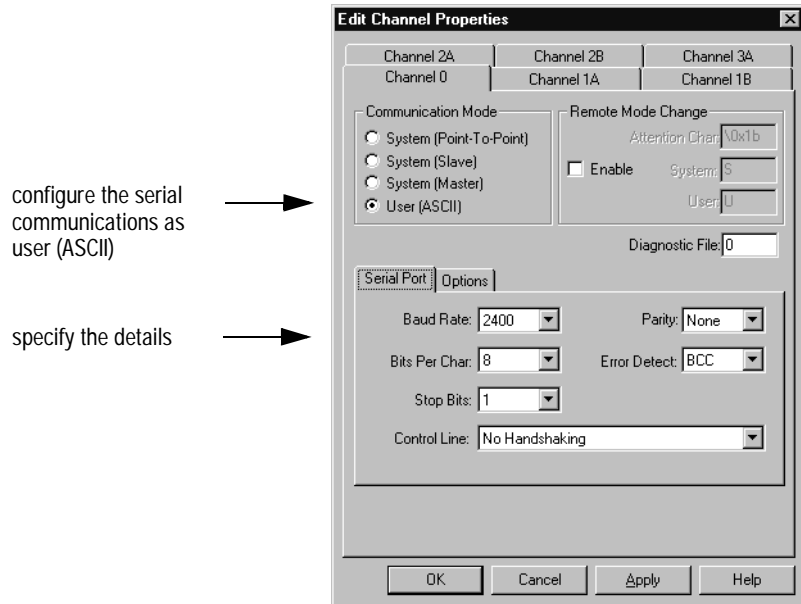 Edit Channel Properties
Channel 2A Channel 2B Channel 3A
Channel 0 Channel 1A Channel 1B
Communication Mode
System (Point-To-Point)
System (Slave)
System (Master)
User (ASCII)
Remote Mode Change
Attention Char: \0x1b
Enable
System: S
User: U
configure the serial
communications as
user (ASCII)
Diagnostic File: 0
Serial Port Options
specify the details
Baud Rate: 2400 Parity: None
Bits Per Char: 8 Error Detect: BCC
Stop Bits: 1
Control Line: No Handshaking
OK Cancel Apply Help